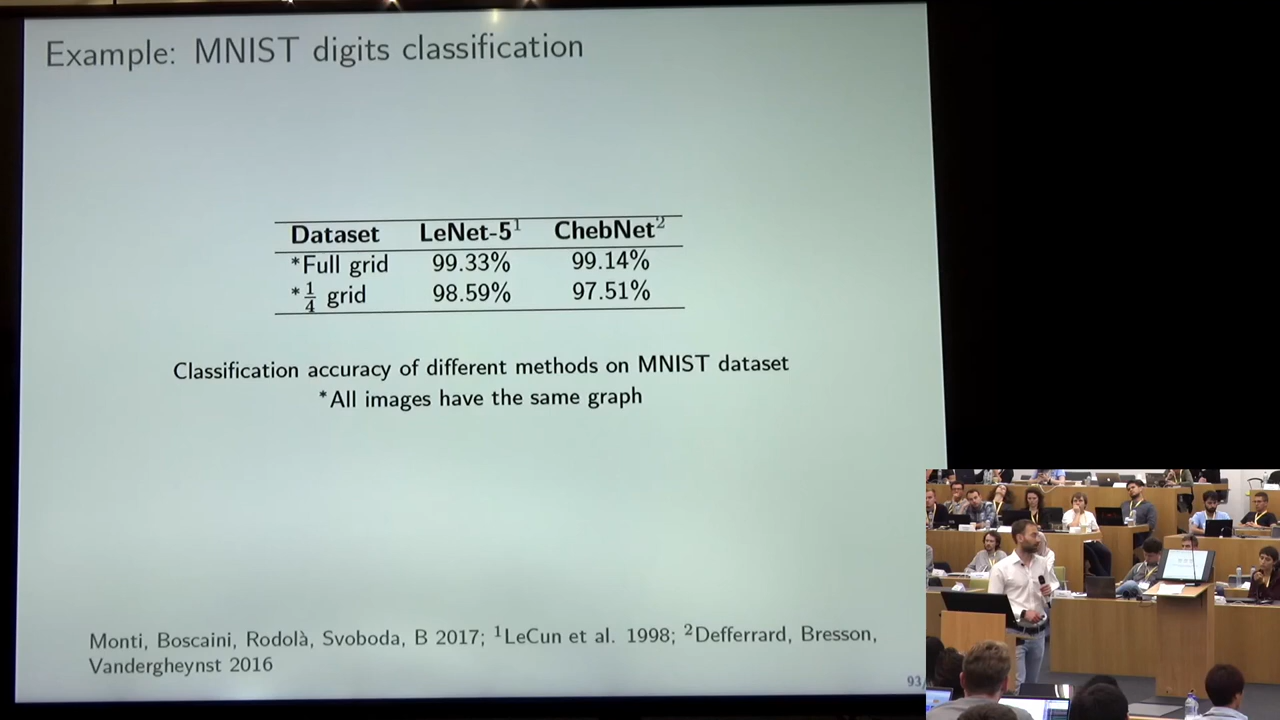 Example: MNIST digits classification
Dataset LeNet-5¹ ChebNet²
*Full grid 99.33% 99.14%
*1/4 grid 98.59% 97.51%
Classification accuracy of different methods on MNIST dataset
*All images have the same graph
Monti, Boscaini, Rodolà, Svoboda, B 2017; ¹LeCun et al. 1998; ²Defferrard, Bresson,
Vandergheynst 2016
93/